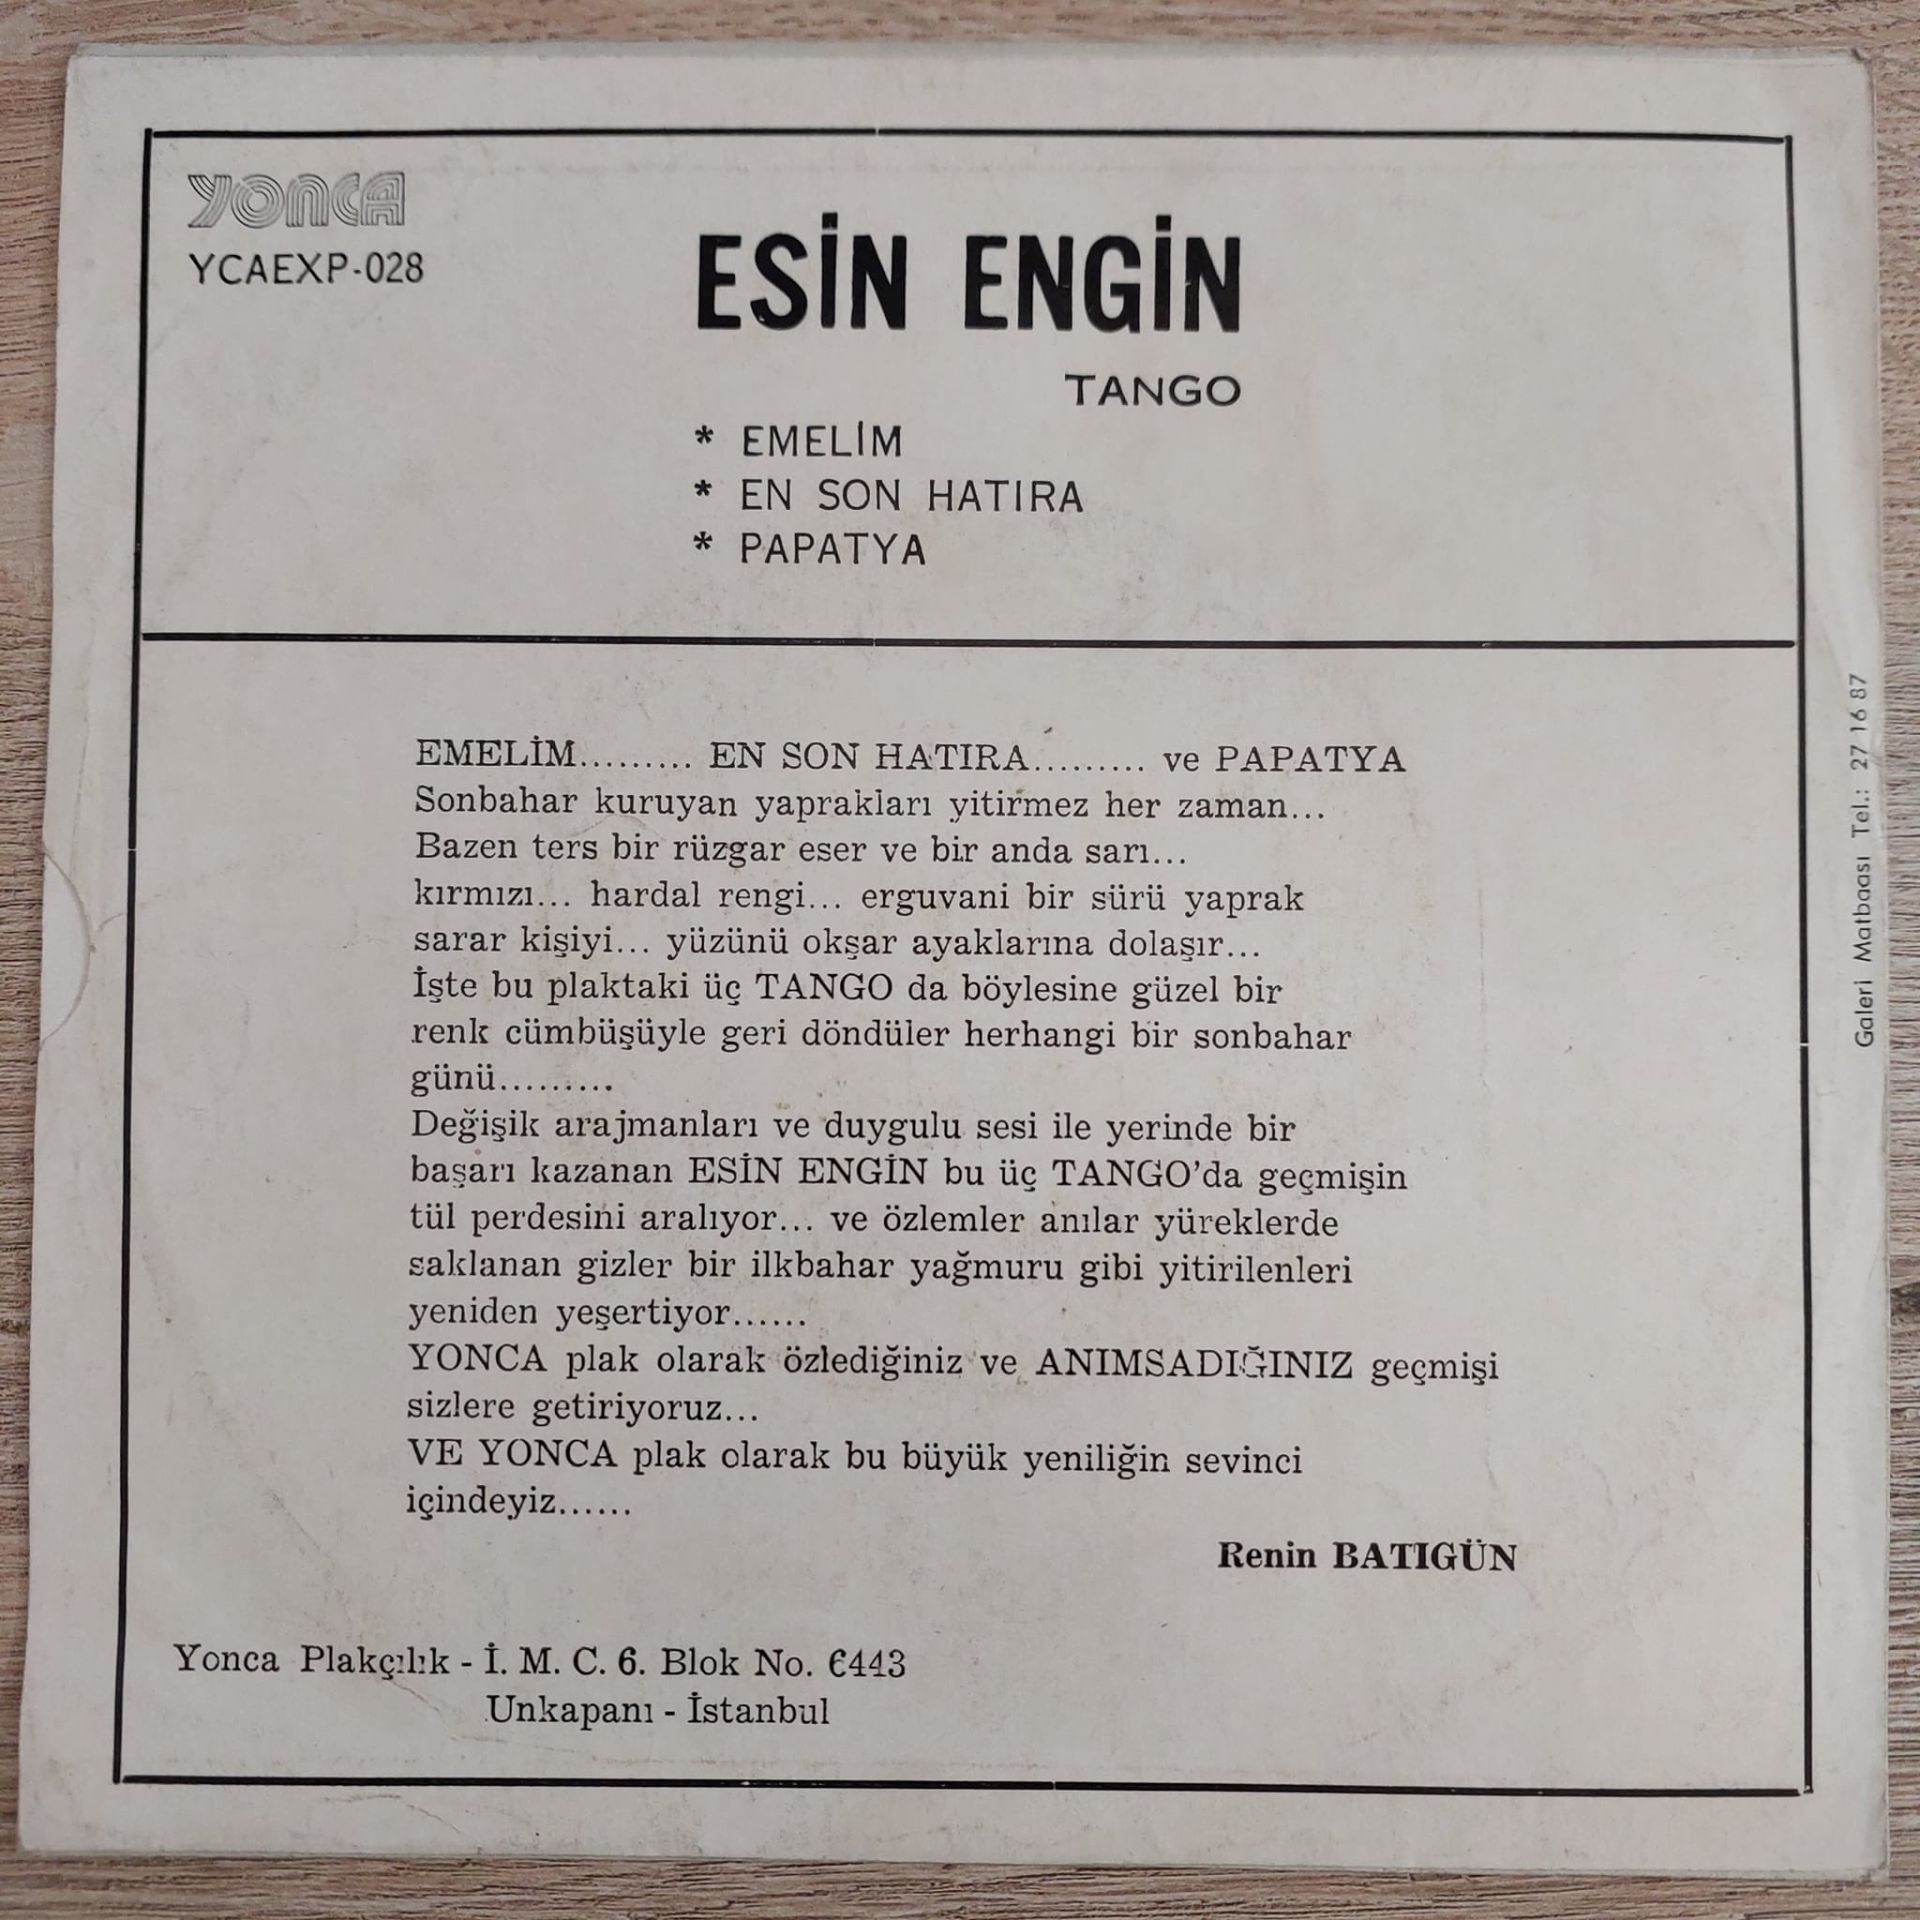 YONCA
YCAEXP-028
ESİN ENGİN
TANGO
* EMELİM
* EN SON HATIRA
* PAPATYA
EMELİM......... EN SON HATIRA......... ve PAPATYA
Sonbahar kuruyan yaprakları yitirmez her zaman...
Bazen ters bir rüzgar eser ve bir anda sarı...
kırmızı... hardal rengi... erguvani bir sürü yaprak
sarar kişiyi... yüzünü okşar ayaklarına dolaşır...
İşte bu plaktaki üç TANGO da böylesine güzel bir
renk cümbüşüyle geri döndüler herhangi bir sonbahar
günü.........
Değişik arajmanları ve duygulu sesi ile yerinde bir
başarı kazanan ESİN ENGİN bu üç TANGO'da geçmişin
tül perdesini aralıyor... ve özlemler anılar yüreklerde
saklanan gizler bir ilkbahar yağmuru gibi yitirilenleri
yeniden yeşertiyor......
YONCA plak olarak özlediğiniz ve ANIMSADIĞINIZ geçmişi
sizlere getiriyoruz...
VE YONCA plak olarak bu büyük yeniliğin sevinci
içindeyiz......
Renin BATIGÜN
Yonca Plakçılık - İ. M. C. 6. Blok No. 6443
Unkapanı - İstanbul
Galeri Matbaası Tel.: 27 16 87